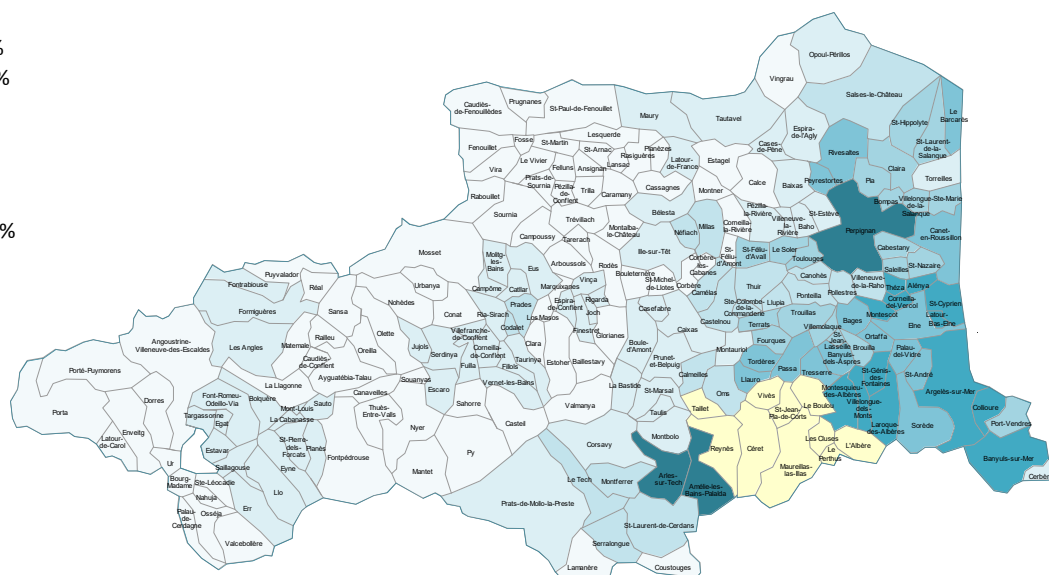 %
%
%
Opoul-Périllos
Vingrau
Salses-le-Château
Le
Barcarès
Caudiès-
de-Fenouillèdes
Prugnanes
St-Paul-de-Fenouillet
Maury
Tautavel
Espira-
de-l'Agly
St-Hippolyte
St-Laurent-
de-la-
Salanque
Fosse
St-Martin
Lesquerde
Fenouillet
St-Arnac
Planèzes
Rasiguères
Lansac
Cases-
de-Pène
Rivesaltes
Vira
Le Vivier
Felluns
Ansignan
Latour-
de-France
Estagel
Claira
Torreilles
Pia
Prats-de-
Sournia
Pézilla-
de-
Conflent
Trilla
Caramany
Cassagnes
Montner
Calce
Baixas
Peyrestortes
Rabouillet
Sournia
Trévillach
Bélesta
Pézilla-
la-Rivière
St-Estève
Bompas
Villelongue-
de-la-
Salanque
Ste-Marie
Campoussy
Tarerach
Montalba-
le-Château
Néfiach
Millas
Corneilla-
la-Rivière
Villeneuve-
la-
Rivière
Baho
Perpignan
Canet-
en-Roussillon
Mosset
Molitg-
les-
Bains
Eus
Arboussols
Rodès
Ille-sur-Têt
St-
Féliu-
d'Amont
St-Féliu-
d'Avall
Le Soler
Toulouges
Cabestany
Saleilles
St-Nazaire
Puyvalador
Réal
Fontrabiouse
Urbanya
Campôme
Catllar
Marquixanes
Vinça
Bouleternère
St-Michel-
de-Llotes
Corbère-
les-
Cabanes
Corbère
Camélas
Thuir
Canohès
Pollestres
Villeneuve-
de-la-Raho
Théza
Alénya
Formiguères
Sansa
Nohèdes
Conat
Ria-Sirach
Prades
Codalet
Los Masos
Espira-
de-Conflent
Rigarda
Joch
Finestret
Glorianes
Casefabre
Ste-Colombe-
de-la-
Commanderie
Llupia
Ponteilla
Corneilla-
del-Vercol
St-Cyprien
Angoustrine-
Villeneuve-des-Escaldes
Les Angles
Matemale
Railleu
Olette
Oreilla
Jujols
Serdinya
Villefranche-
de-Conflent
Corneilla-
de-Conflent
Fuilla
Fillols
Taurinya
Clara
Estoher
Baillestavy
Boule-
d'Amont
Caixas
Castelnou
Terrats
Trouillas
Villemolaque
Bages
Montescot
Elne
Latour-
Bas-Elne
Porté-Puymorens
Caudiès-
de-Conflent
Ayguatébia-Talau
Souanyas
Escaro
Vernet-les-Bains
Prunet-
et-Belpuig
Montauriol
Fourques
St-
Jean-
Lasseille
Ortaffa
Brouilla
Palau-
del-Vidre
Banyuls-
dels-Aspres
Porta
Dorres
La Llagonne
Canavelles
Sahorre
Valmanya
La Bastide
Calmeilles
Tordères
Passa
Tresserre
Llauro
St-Génis-
des-
Fontaines
St-André
Font-Romeu-
Odeillo-Via
Bolquère
Mont-Louis
Sauto
La Cabanasse
Thuès-
Entre-Valls
Nyer
Casteil
St-Marsal
Taulis
Oms
Vivès
Montesquieu-
des-Albères
Villelongue-
dels-
Monts
Argelès-sur-Mer
Collioure
Latour-
de-Carol
Enveitg
Targassonne
Egat
Estavar
St-Pierre-
dels-
Forcats
Planès
Fontpédrouse
Taillet
St-Jean-
Pla-de-Corts
Le Boulou
Laroque-
des-Albères
Sorède
Port-Vendres
Ur
Saillagouse
Eyne
Mantet
Py
Corsavy
Montbolo
Reynès
Céret
Les Cluses
Le
Perthus
L'Albère
Banyuls-sur-Mer
Bourg-
Madame
Ste-Léocadie
Nahuja
Osséja
Palau-
de-
Cerdagne
Err
Llo
Le Tech
Montferrer
Arles-
sur-Tech
Amélie-les-
Bains-Palalda
Maureillas-
las-Illas
Cerbère
Valcebollère
Prats-de-Mollo-la-Preste
St-Laurent-de-Cerdans
Serralongue
Lamanère
Coustouges